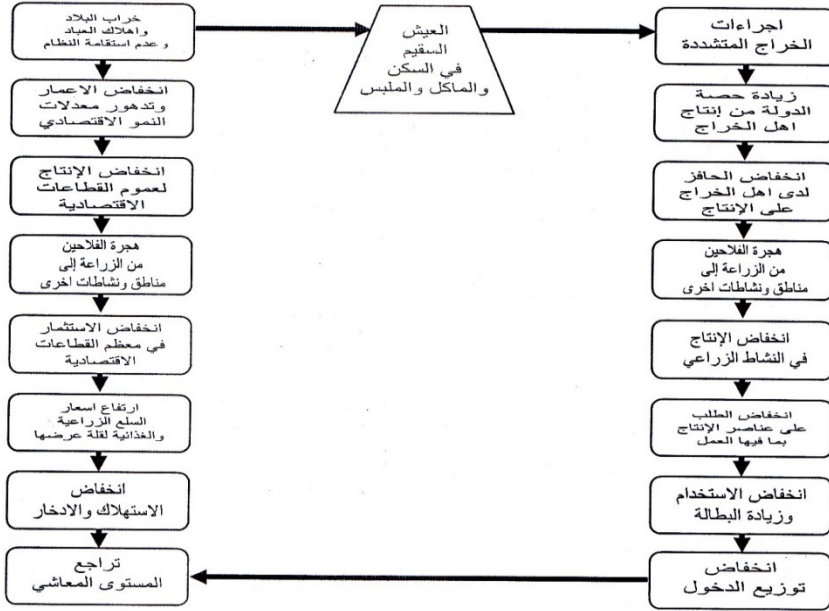 اجراءات
الخراج المتشددة
زيادة حصة
الدولة من إنتاج
اهل الخراج
انخفاض الحافز
لدى اهل الخراج
على الإنتاج
هجرة الفلاحين
من الزراعة إلى
مناطق ونشاطات اخرى
انخفاض الإنتاج
في النشاط الزراعي
انخفاض الطلب
على عناصر الإنتاج
بما فيها العمل
انخفاض الاستخدام
وزيادة البطالة
انخفاض
توزيع الدخول
العيش
السقيم
في السكن
والماكل والملبس
خراب البلاد
واهلاك العباد
وعدم استقامة النظام
انخفاض الاعمار
وتدهور معدلات
النمو الاقتصادي
انخفاض الإنتاج
لعموم القطاعات
الاقتصادية
هجرة الفلاحين
من الزراعة إلى
مناطق ونشاطات اخرى
انخفاض الاستثمار
في معظم القطاعات
الاقتصادية
ارتفاع اسعار
السلع الزراعية
والغذائية لقلة عرضها
انخفاض
الاستهلاك والادخار
تراجع
المستوى المعاشي